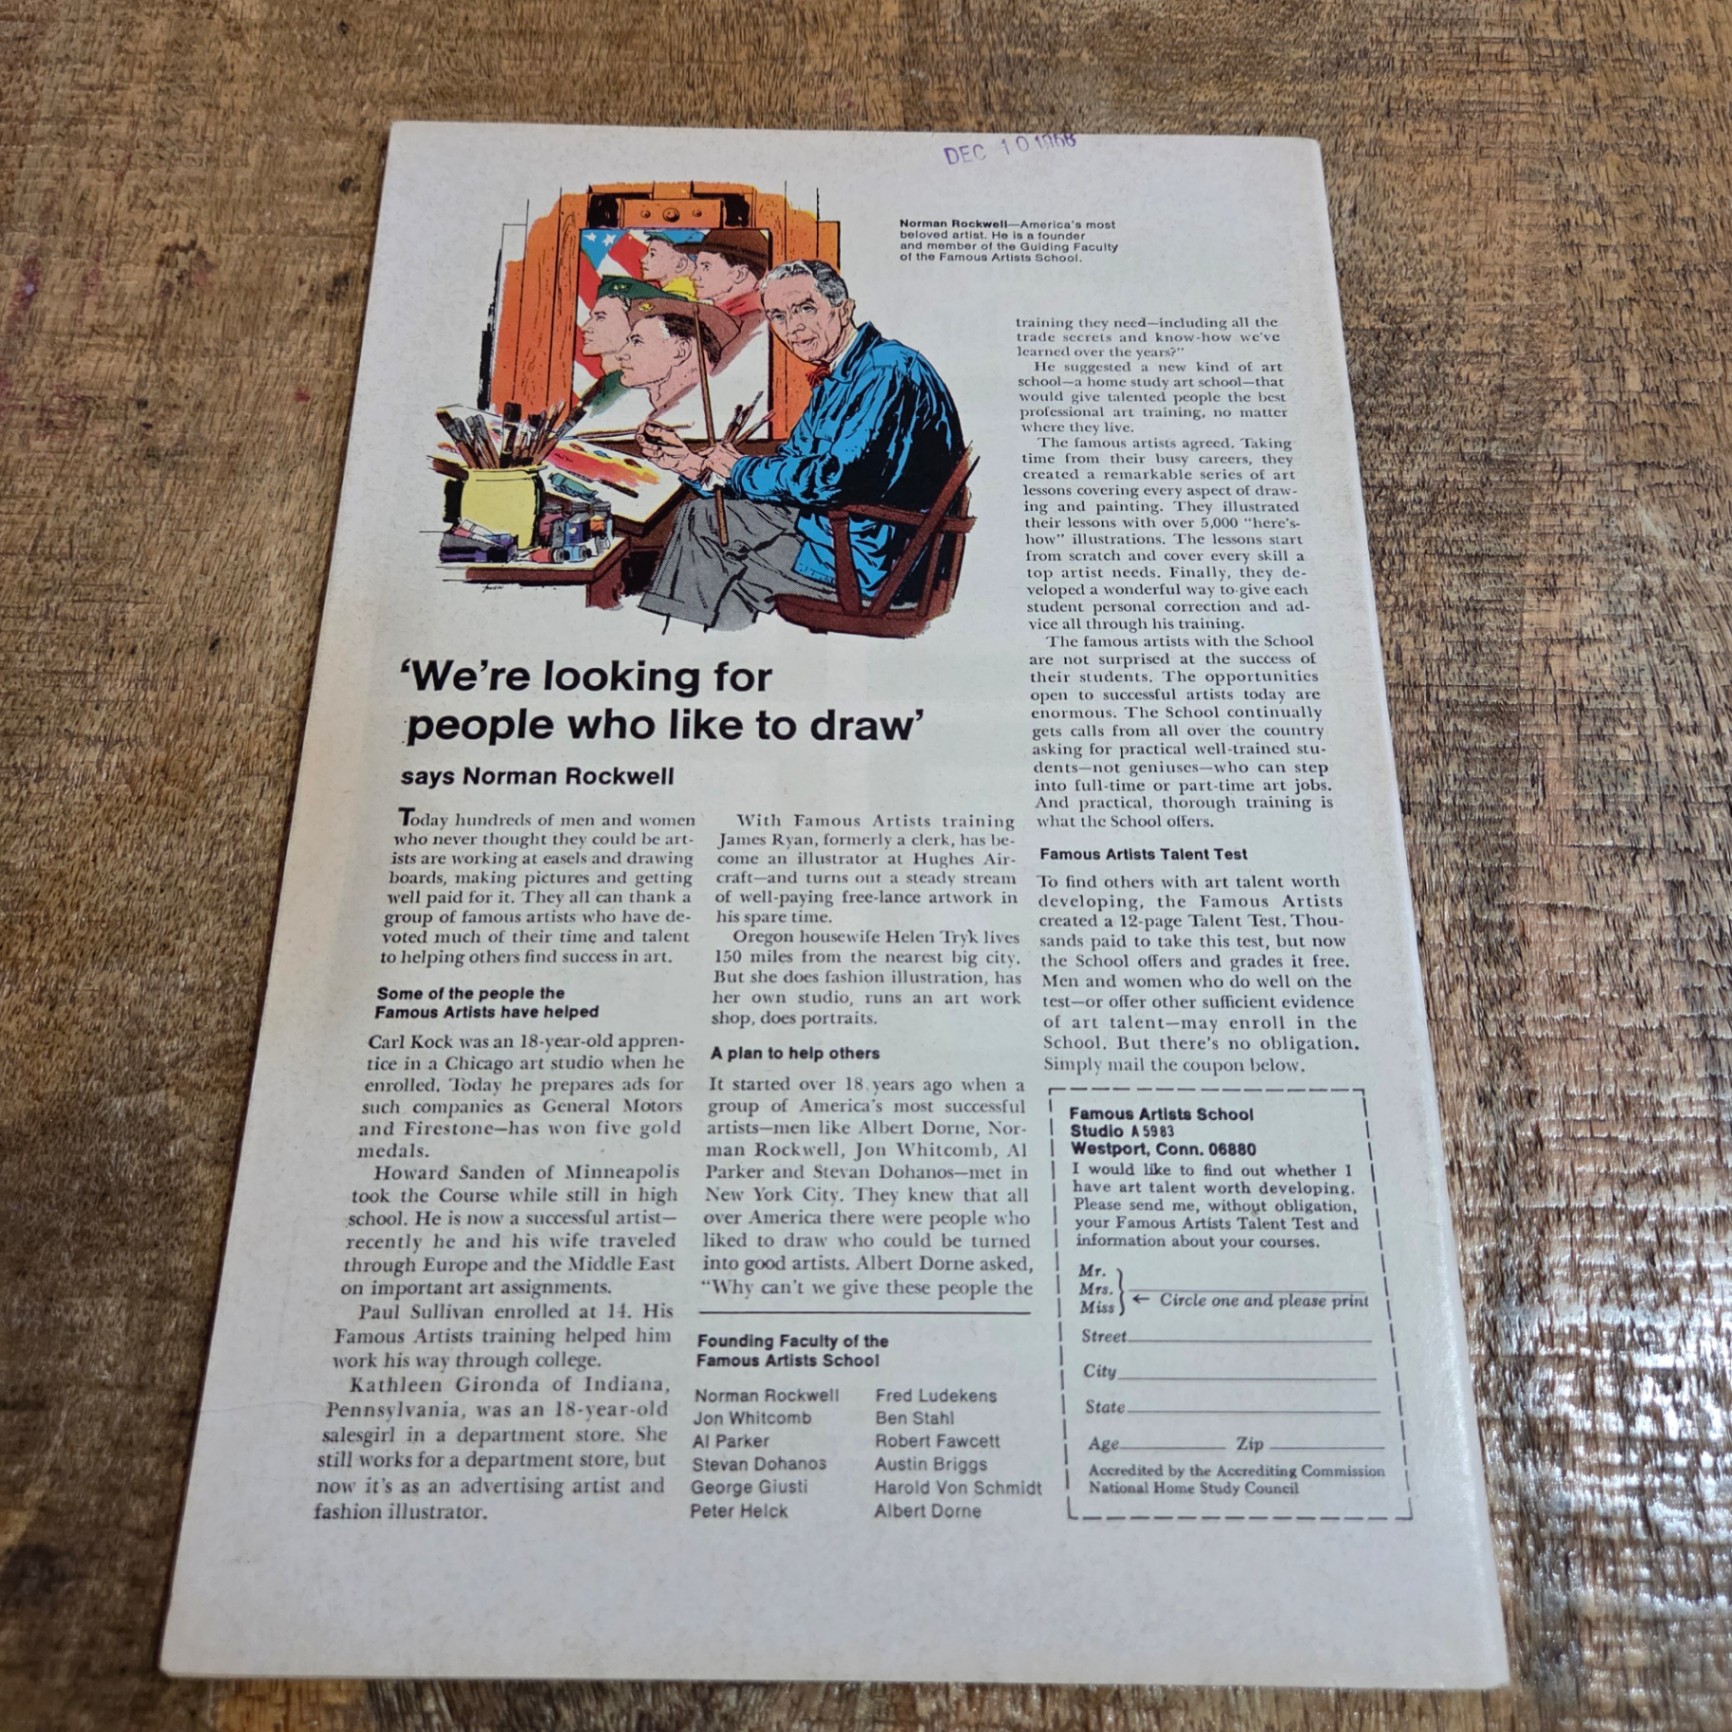 DEC 10 1968
Norman Rockwell—America's most
beloved artist. He is a founder
and member of the Guiding Faculty
of the Famous Artists School.
'We're looking for
people who like to draw'
says Norman Rockwell
Today hundreds of men and women
who never thought they could be art-
ists are working at easels and drawing
boards, making pictures and getting
well paid for it. They all can thank a
group of famous artists who have de-
voted much of their time and talent
to helping others find success in art.
Some of the people the
Famous Artists have helped
Carl Kock was an 18-year-old appren-
tice in a Chicago art studio when he
enrolled. Today he prepares ads for
such companies as General Motors
and Firestone—has won five gold
medals.
Howard Sanden of Minneapolis
took the Course while still in high
school. He is now a successful artist—
recently he and his wife traveled
through Europe and the Middle East
on important art assignments.
Paul Sullivan enrolled at 14. His
Famous Artists training helped him
work his way through college.
Kathleen Gironda of Indiana,
Pennsylvania, was an 18-year-old
salesgirl in a department store. She
still works for a department store, but
now it's as an advertising artist and
fashion illustrator.
With Famous Artists training
James Ryan, formerly a clerk, has be-
come an illustrator at Hughes Air-
craft—and turns out a steady stream
of well-paying free-lance artwork in
his spare time.
Oregon housewife Helen Tryk lives
150 miles from the nearest big city.
But she does fashion illustration, has
her own studio, runs an art work
shop, does portraits.
A plan to help others
It started over 18 years ago when a
group of America's most successful
artists—men like Albert Dorne, Nor-
man Rockwell, Jon Whitcomb, Al
Parker and Stevan Dohanos—met in
New York City. They knew that all
over America there were people who
liked to draw who could be turned
into good artists. Albert Dorne asked,
"Why can't we give these people the
Founding Faculty of the
Famous Artists School
Norman Rockwell
Jon Whitcomb
Al Parker
Stevan Dohanos
George Giusti
Peter Helck
Fred Ludekens
Ben Stahl
Robert Fawcett
Austin Briggs
Harold Von Schmidt
Albert Dorne
training they need—including all the
trade secrets and know-how we've
learned over the years?"
He suggested a new kind of art
school—a home study art school—that
would give talented people the best
professional art training, no matter
where they live.
The famous artists agreed. Taking
time from their busy careers, they
created a remarkable series of art
lessons covering every aspect of draw-
ing and painting. They illustrated
their lessons with over 5,000 "here's-
how" illustrations. The lessons start
from scratch and cover every skill a
top artist needs. Finally, they de-
veloped a wonderful way to give each
student personal correction and ad-
vice all through his training.
The famous artists with the School
are not surprised at the success of
their students. The opportunities
open to successful artists today are
enormous. The School continually
gets calls from all over the country
asking for practical well-trained stu-
dents—not geniuses—who can step
into full-time or part-time art jobs.
And practical, thorough training is
what the School offers.
Famous Artists Talent Test
To find others with art talent worth
developing, the Famous Artists
created a 12-page Talent Test. Thou-
sands paid to take this test, but now
the School offers and grades it free.
Men and women who do well on the
test—or offer other sufficient evidence
of art talent—may enroll in the
School. But there's no obligation.
Simply mail the coupon below.
Famous Artists School
Studio A 5983
Westport, Conn. 06880
I would like to find out whether I
have art talent worth developing.
Please send me, without obligation,
your Famous Artists Talent Test and
information about your courses.
Mr.
Mrs.
Miss ← Circle one and please print
Street
City
State
Age Zip
Accredited by the Accrediting Commission
National Home Study Council